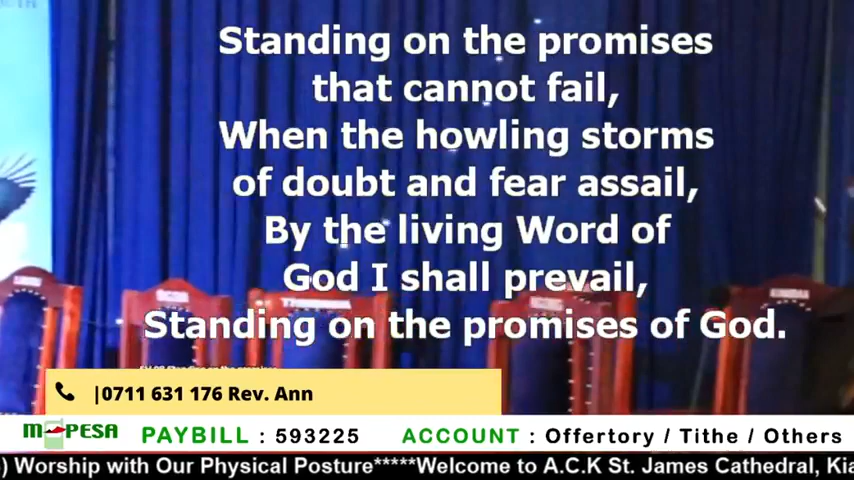 Standing on the promises
that cannot fail,
When the howling storms
of doubt and fear assail,
By the living Word of
God I shall prevail,
Standing on the promises of God.
|0711 631 176 Rev. Ann
M-PESA PAYBILL : 593225 ACCOUNT : Offertory / Tithe / Others
) Worship with Our Physical Posture*****Welcome to A.C.K St. James Cathedral, Kia